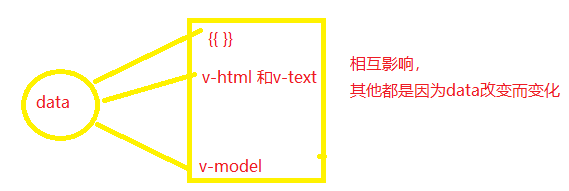 data
{{ }}
v-html 和v-text
v-model
相互影响，
其他都是因为data改变而变化